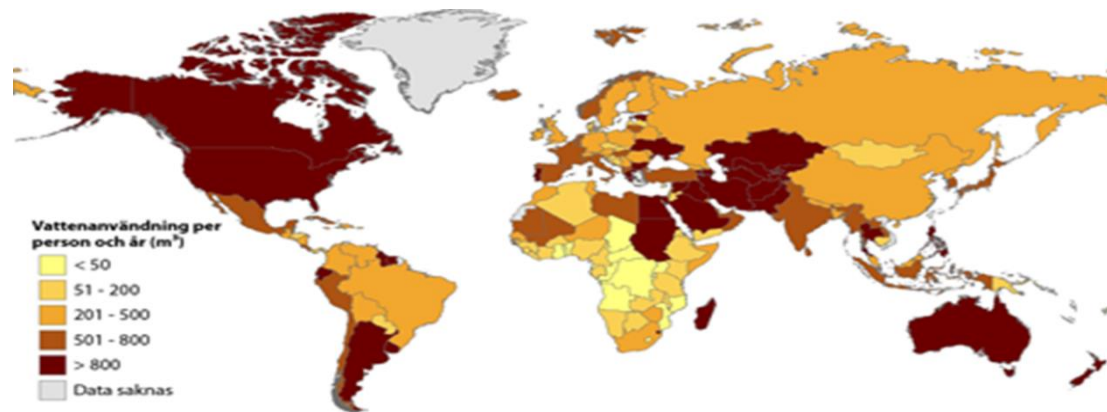 Vattenanvändning per
person och år (m³)
< 50
51 - 200
201 - 500
501 - 800
> 800
Data saknas